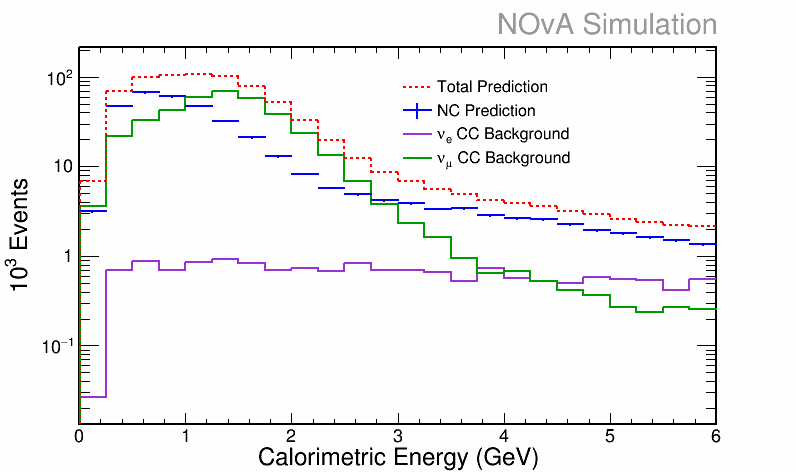 NOvA Simulation
10² 
10
1
10⁻¹
10³ Events
Total Prediction
NC Prediction
νe CC Background
νμ CC Background
0 1 2 3 4 5 6
Calorimetric Energy (GeV)